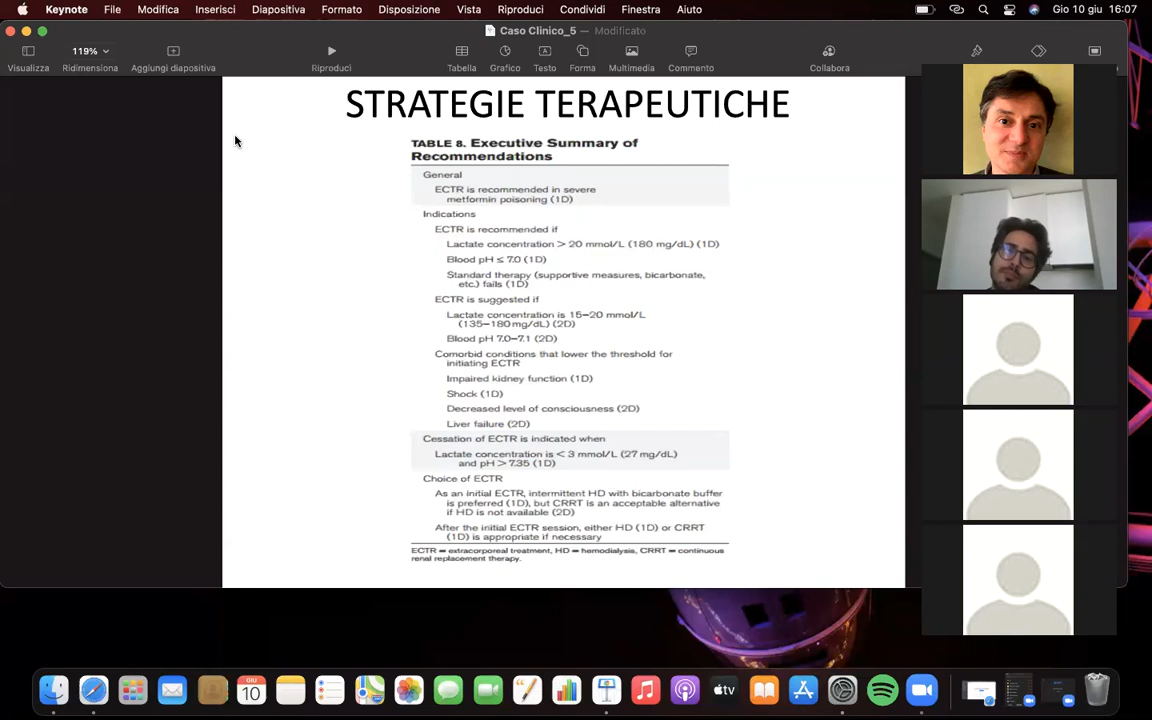 Keynote File Modifica Inserisci Diapositiva Formato Disposizione Vista Riproduci Condividi Finestra Aiuto
Gio 10 giu 16:07
Caso Clinico_5 — Modificato
119%
Visualizza Ridimensiona Aggiungi diapositiva Riproduci Tabella Grafico Testo Forma Multimedia Commento Collabora
STRATEGIE TERAPEUTICHE
TABLE 8. Executive Summary of
Recommendations
General
ECTR is recommended in severe
metformin poisoning (1D)
Indications
ECTR is recommended if
Lactate concentration > 20 mmol/L (180 mg/dL) (1D)
Blood pH ≤ 7.0 (1D)
Standard therapy (supportive measures, bicarbonate,
etc.) fails (1D)
ECTR is suggested if
Lactate concentration is 15–20 mmol/L
(135–180 mg/dL) (2D)
Blood pH 7.0–7.1 (2D)
Comorbid conditions that lower the threshold for
initiating ECTR
Impaired kidney function (1D)
Shock (1D)
Decreased level of consciousness (2D)
Liver failure (2D)
Cessation of ECTR is indicated when
Lactate concentration is < 3 mmol/L (27 mg/dL)
and pH > 7.35 (1D)
Choice of ECTR
As an initial ECTR, intermittent HD with bicarbonate buffer
is preferred (1D), but CRRT is an acceptable alternative
if HD is not available (2D)
After the initial ECTR session, either HD (1D) or CRRT
(1D) is appropriate if necessary
ECTR = extracorporeal treatment, HD = hemodialysis, CRRT = continuous
renal replacement therapy.
GIU
10
tv